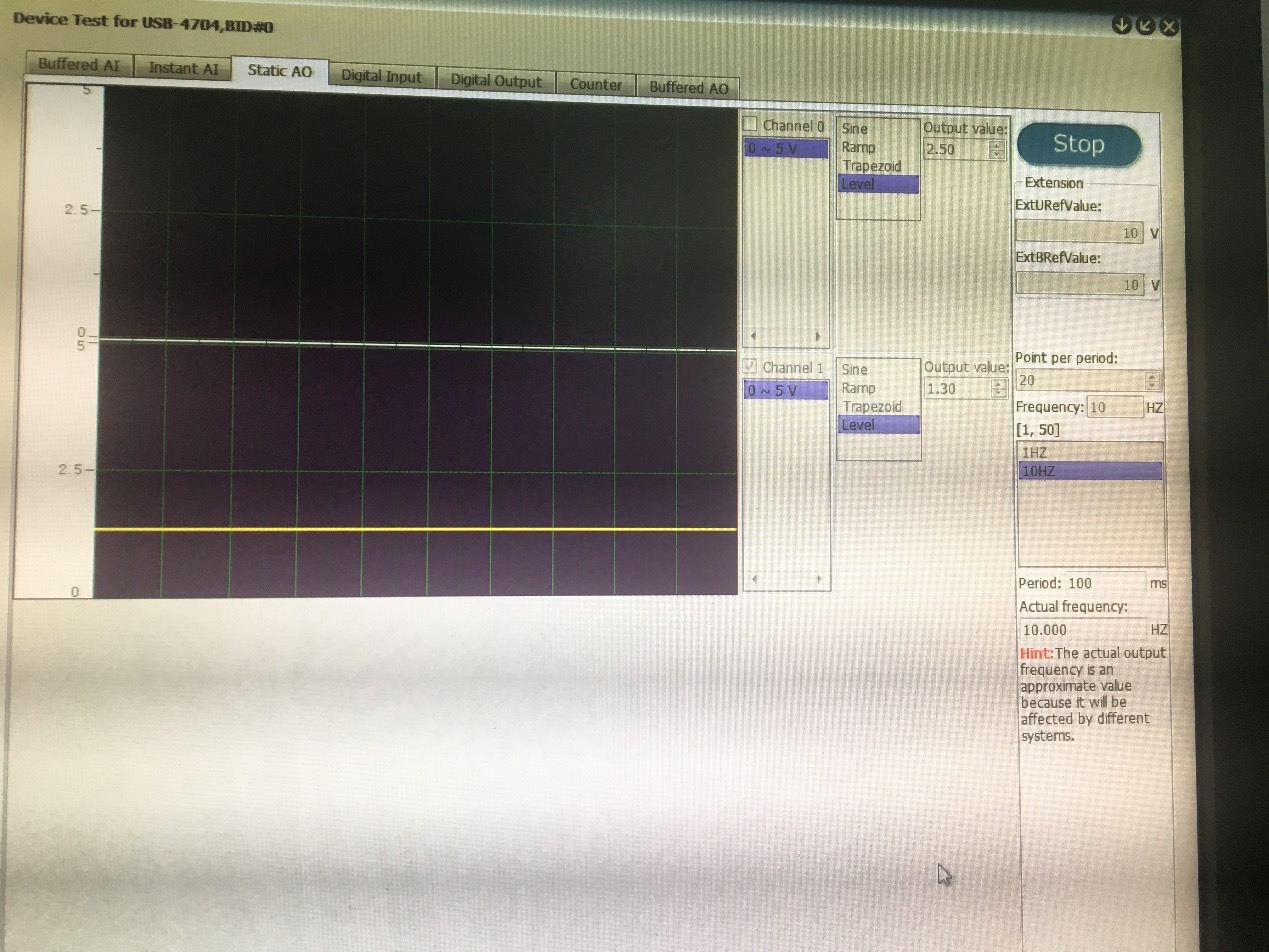 Device Test for USB-4704,BID#0
Buffered AI Instant AI Static AO Digital Input Digital Output Counter Buffered AO
5
2.5
0
5
2.5
0
Channel 0
0 ~ 5 V
Sine
Ramp
Trapezoid
Level
Output value:
2.50
Channel 1
0 ~ 5 V
Sine
Ramp
Trapezoid
Level
Output value:
1.30
Stop
Extension
ExtURefValue:
10 V
ExtBRefValue:
10 V
Point per period:
20
Frequency: 10 HZ
[1, 50]
1HZ
10HZ
Period: 100 ms
Actual frequency:
10.000 HZ
Hint:The actual output
frequency is an
approximate value
because it will be
affected by different
systems.